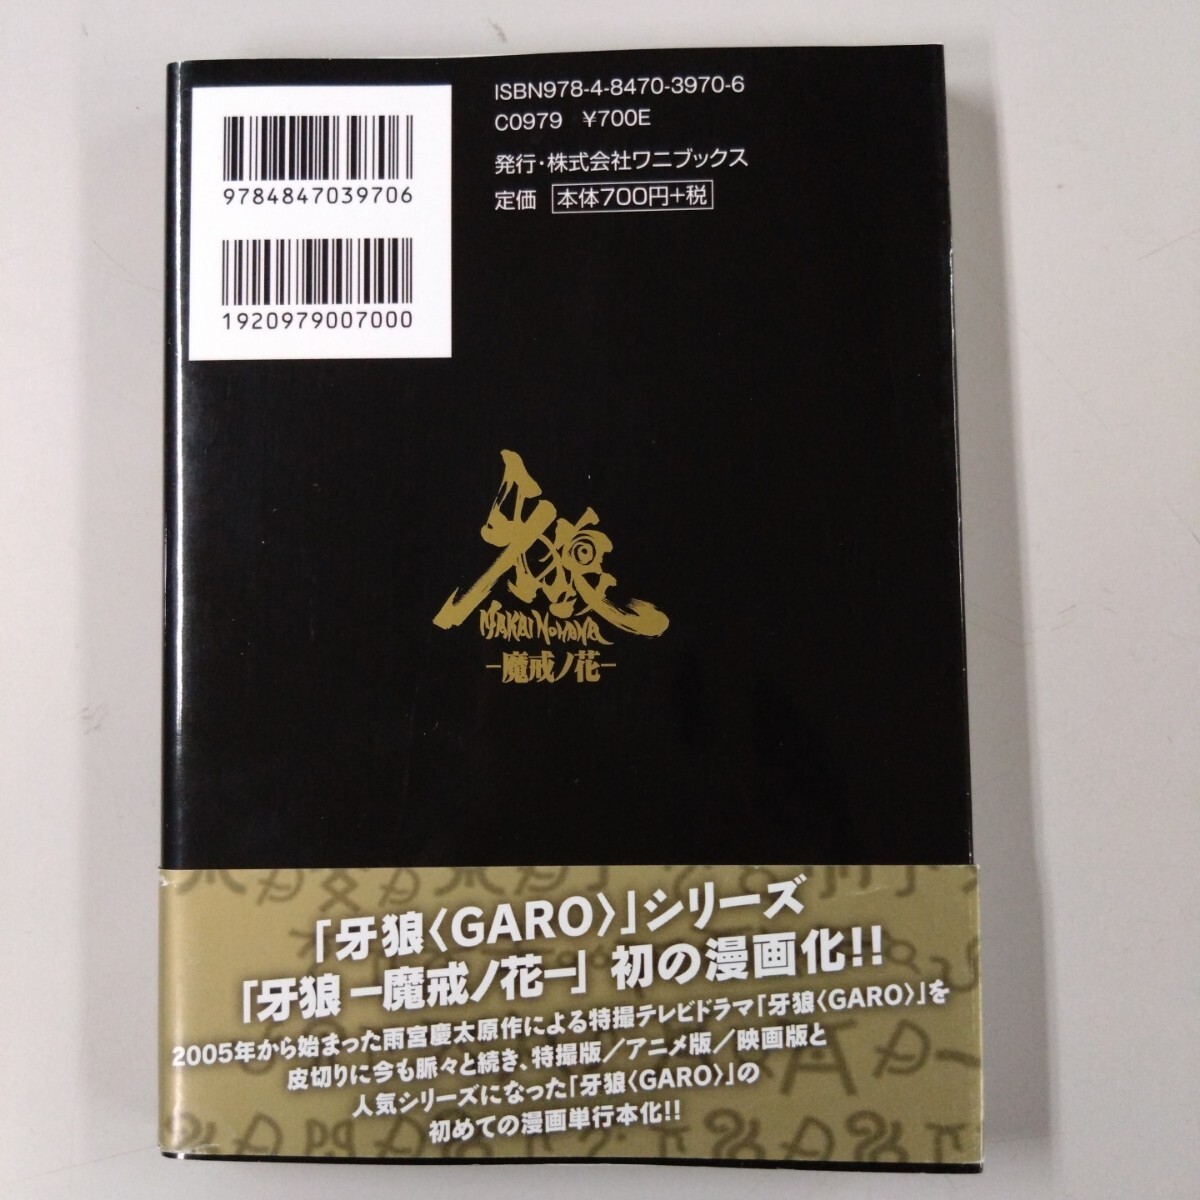 9784847039706
1920979007000
ISBN978-4-8470-3970-6
C0979 ¥700E
発行・株式会社ワニブックス
定価 本体700円+税
牙狼
MAKAI NO HANA
－魔戒ノ花－
「牙狼〈GARO〉」シリーズ
「牙狼 －魔戒ノ花－」 初の漫画化!!
2005年から始まった雨宮慶太原作による特撮テレビドラマ「牙狼〈GARO〉」を
皮切りに今も脈々と続き、特撮版／アニメ版／映画版と
人気シリーズになった「牙狼〈GARO〉」の
初めての漫画単行本化!!